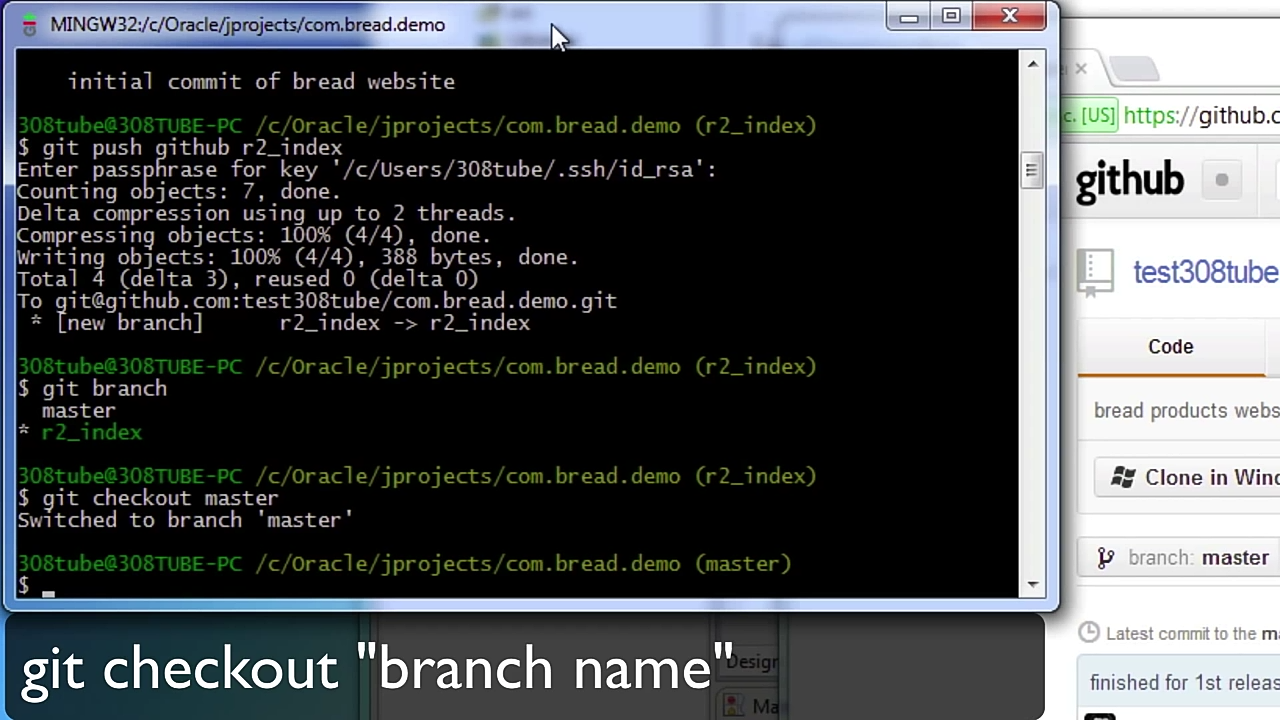 MINGW32:/c/Oracle/jprojects/com.bread.demo
initial commit of bread website
308tube@308TUBE-PC /c/Oracle/jprojects/com.bread.demo (r2_index)
$ git push github r2_index
Enter passphrase for key '/c/Users/308tube/.ssh/id_rsa':
Counting objects: 7, done.
Delta compression using up to 2 threads.
Compressing objects: 100% (4/4), done.
Writing objects: 100% (4/4), 388 bytes, done.
Total 4 (delta 3), reused 0 (delta 0)
To git@github.com:test308tube/com.bread.demo.git
* [new branch] r2_index -> r2_index
308tube@308TUBE-PC /c/Oracle/jprojects/com.bread.demo (r2_index)
$ git branch
master
* r2_index
308tube@308TUBE-PC /c/Oracle/jprojects/com.bread.demo (r2_index)
$ git checkout master
Switched to branch 'master'
308tube@308TUBE-PC /c/Oracle/jprojects/com.bread.demo (master)
$
git checkout "branch name"
Design
Ma
c. [US] https://github.c
github
test308tube
Code
bread products webs
Clone in Wind
branch: master
Latest commit to the ma
finished for 1st releas